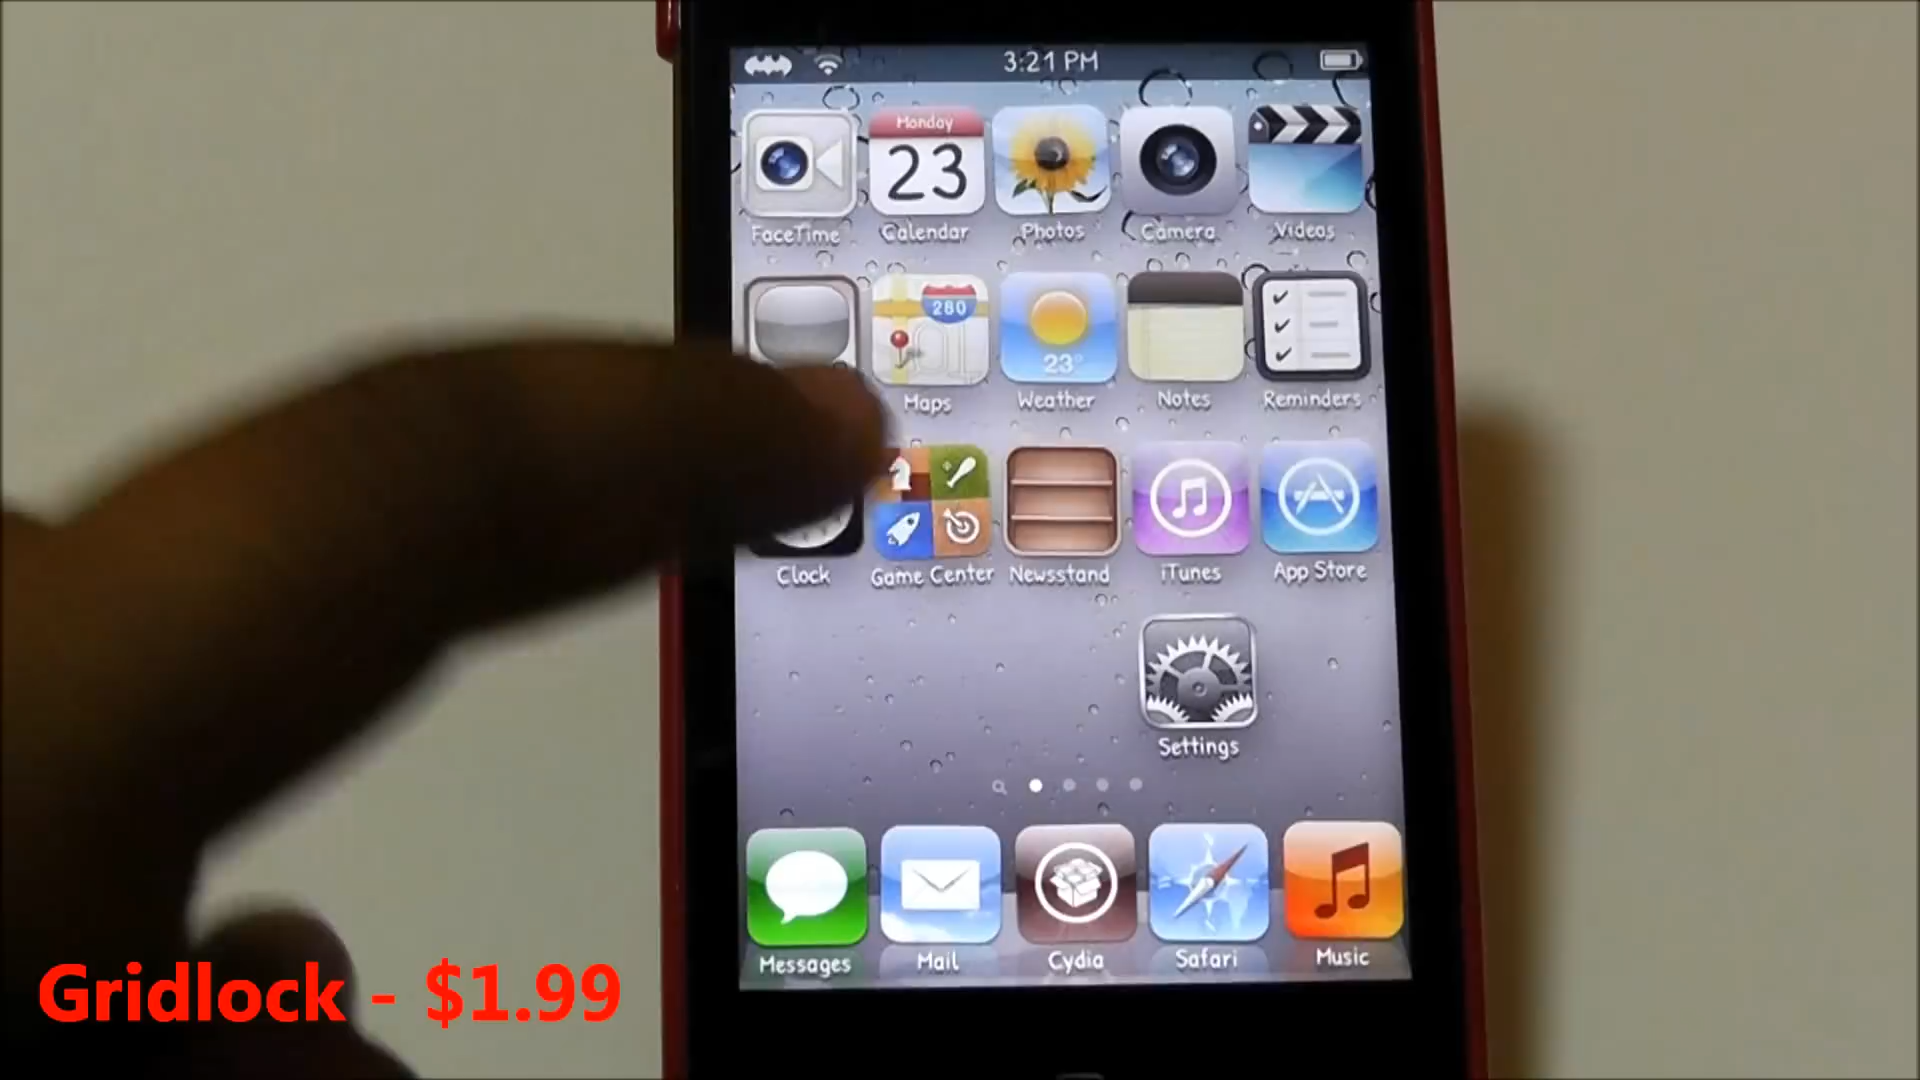 3:21 PM
Monday
23
FaceTime Calendar Photos Camera Videos
280
23°
Maps Weather Notes Reminders
Clock Game Center Newsstand iTunes App Store
Settings
Messages Mail Cydia Safari Music
Gridlock - $1.99